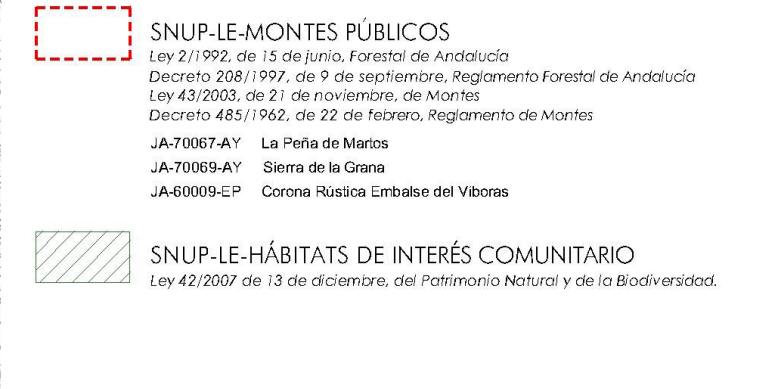 SNUP-LE-MONTES PÚBLICOS
Ley 2/1992, de 15 de junio, Forestal de Andalucía
Decreto 208/1997, de 9 de septiembre, Reglamento Forestal de Andalucía
Ley 43/2003, de 21 de noviembre, de Montes
Decreto 485/1962, de 22 de febrero, Reglamento de Montes
JA-70067-AY La Peña de Martos
JA-70069-AY Sierra de la Grana
JA-60009-EP Corona Rústica Embalse del Víboras
SNUP-LE-HÁBITATS DE INTERÉS COMUNITARIO
Ley 42/2007 de 13 de diciembre, del Patrimonio Natural y de la Biodiversidad.